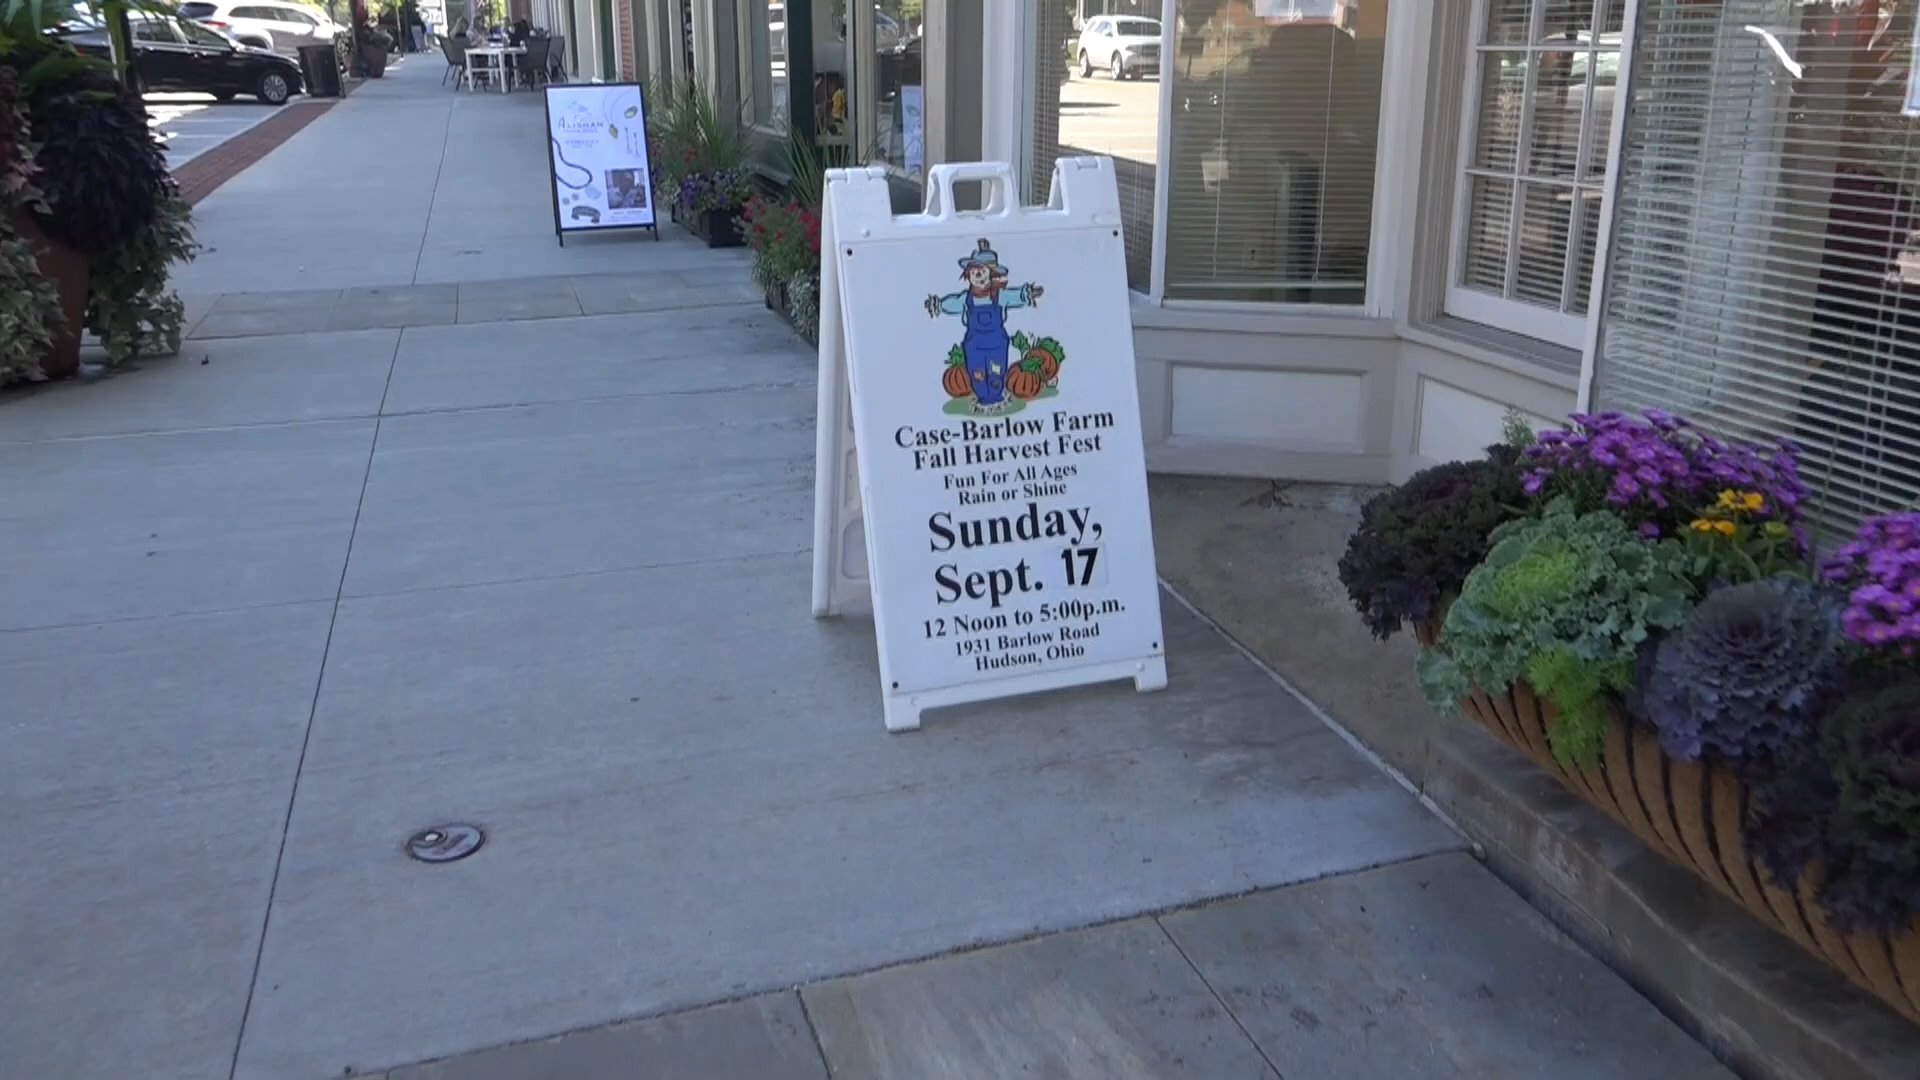 ALISHAN
Case-Barlow Farm
Fall Harvest Fest
Fun For All Ages
Rain or Shine
Sunday,
Sept. 17
12 Noon to 5:00p.m.
1931 Barlow Road
Hudson, Ohio